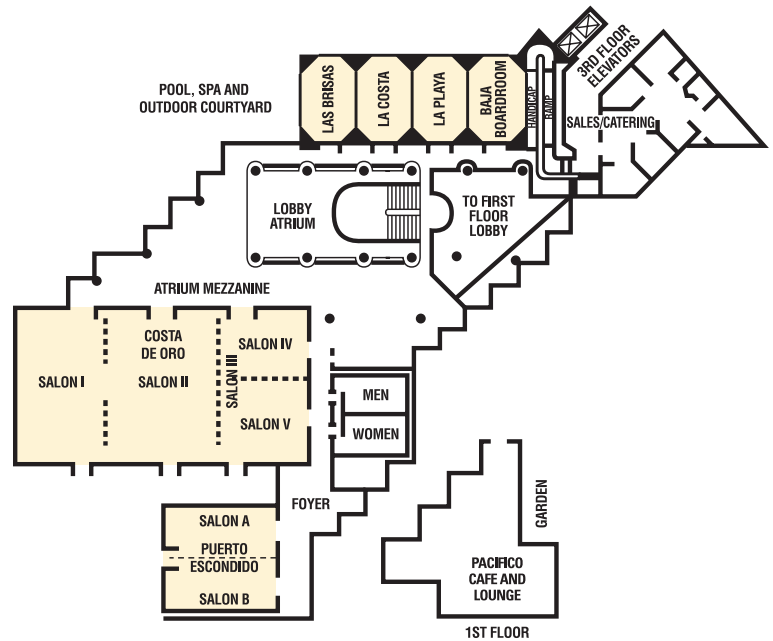 POOL, SPA AND
OUTDOOR COURTYARD
LAS BRISAS
LA COSTA
LA PLAYA
BAJA
BOARDROOM
HANDICAP
RAMP
3RD FLOOR
ELEVATORS
SALES/CATERING
LOBBY
ATRIUM
TO FIRST
FLOOR
LOBBY
ATRIUM MEZZANINE
SALON I
COSTA
DE ORO
SALON II
SALON III
SALON IV
SALON V
MEN
WOMEN
FOYER
SALON A
PUERTO
ESCONDIDO
SALON B
GARDEN
PACIFICO
CAFE AND
LOUNGE
1ST FLOOR